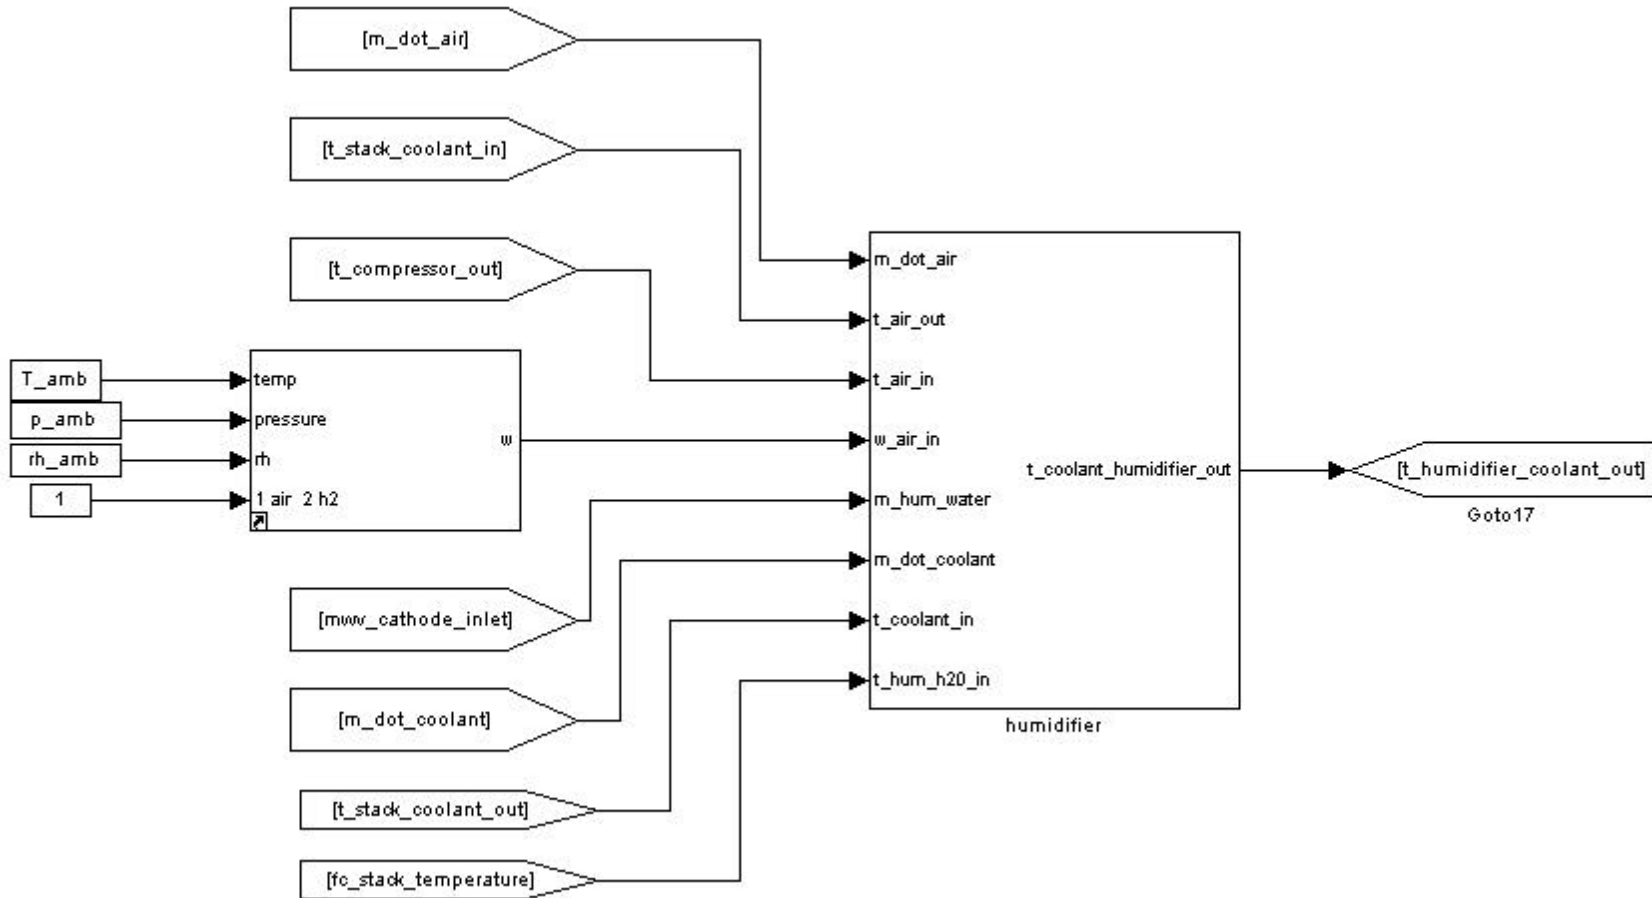 [m_dot_air]
[t_stack_coolant_in]
[t_compressor_out]
T_amb
p_amb
rh_amb
1
temp
pressure
rh
1 air 2 h2
w
[mwv_cathode_inlet]
[m_dot_coolant]
[t_stack_coolant_out]
[fc_stack_temperature]
m_dot_air
t_air_out
t_air_in
w_air_in
m_hum_water
m_dot_coolant
t_coolant_in
t_hum_h20_in
t_coolant_humidifier_out
humidifier
[t_humidifier_coolant_out]
Goto17